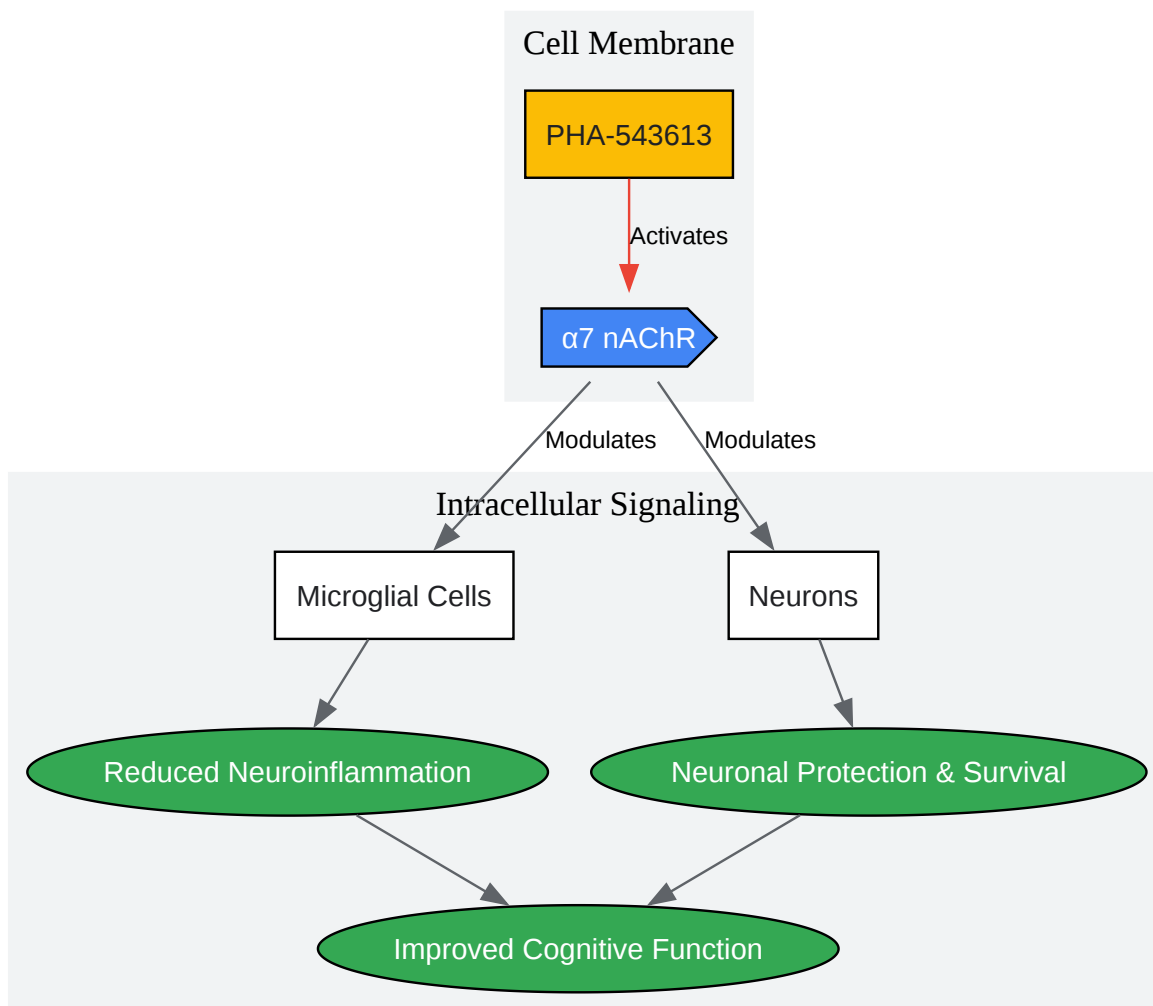 Cell Membrane
PHA-543613
Activates
α7 nAChR
Modulates
Modulates
Intracellular Signaling
Microglial Cells
Neurons
Reduced Neuroinflammation
Neuronal Protection & Survival
Improved Cognitive Function